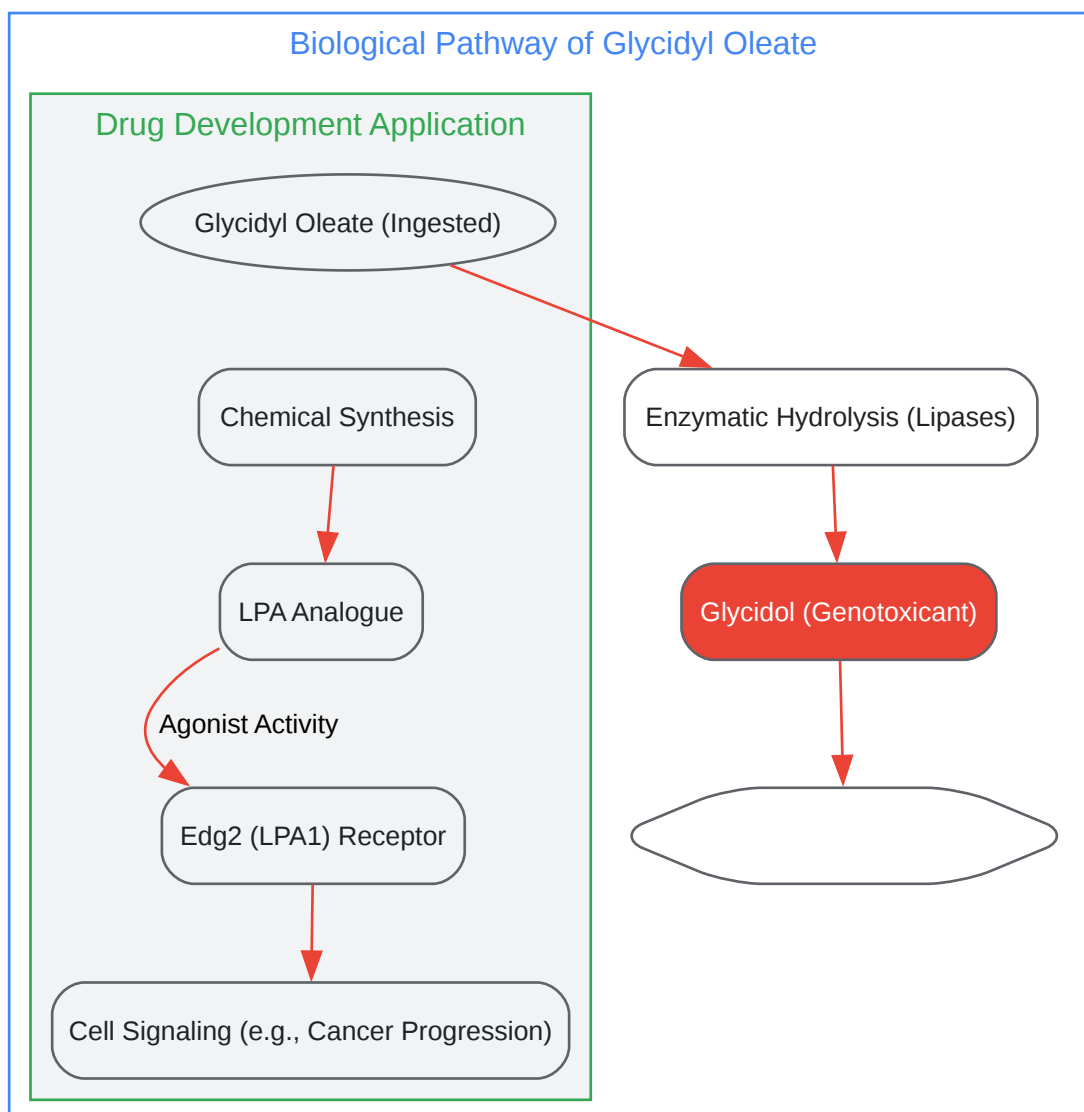 Biological Pathway of Glycidyl Oleate
Drug Development Application
Glycidyl Oleate (Ingested)
Chemical Synthesis
Enzymatic Hydrolysis (Lipases)
LPA Analogue
Glycidol (Genotoxicant)
Agonist Activity
Edg2 (LPA1) Receptor
Cell Signaling (e.g., Cancer Progression)